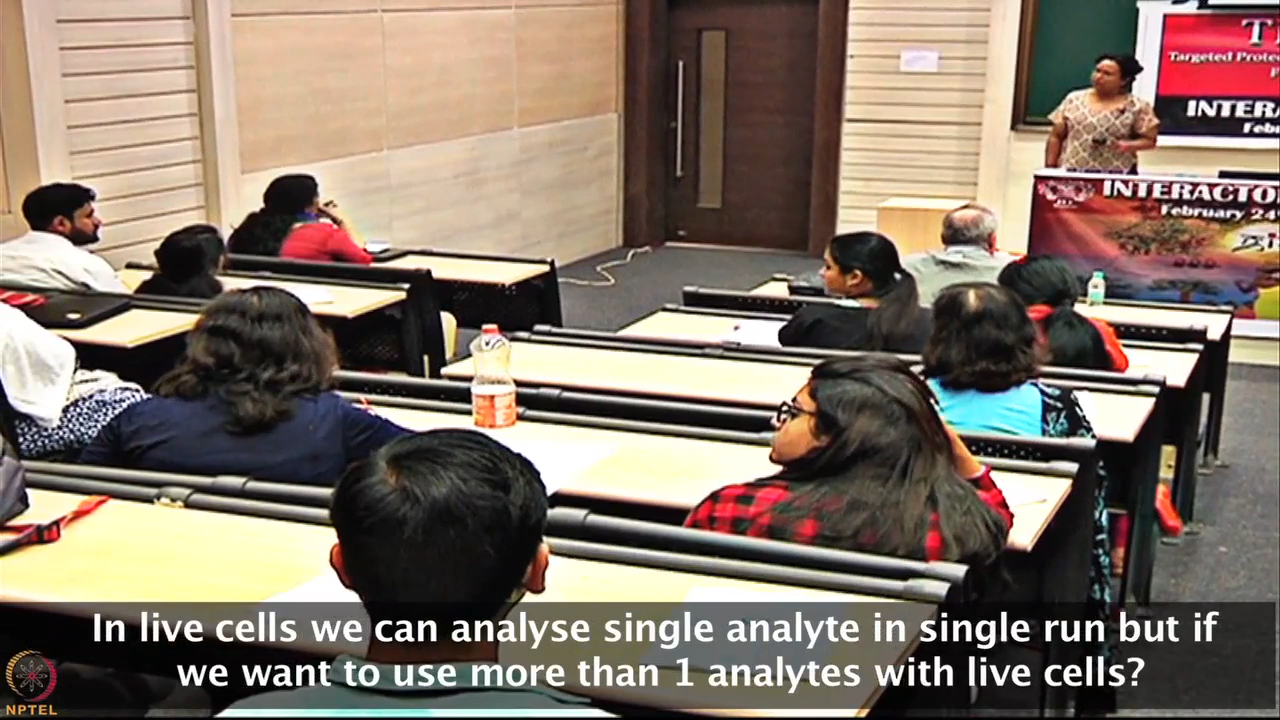 T
Targeted Prote
INTERA
Feb
INTERACTO
February 24
In live cells we can analyse single analyte in single run but if
we want to use more than 1 analytes with live cells?
NPTEL